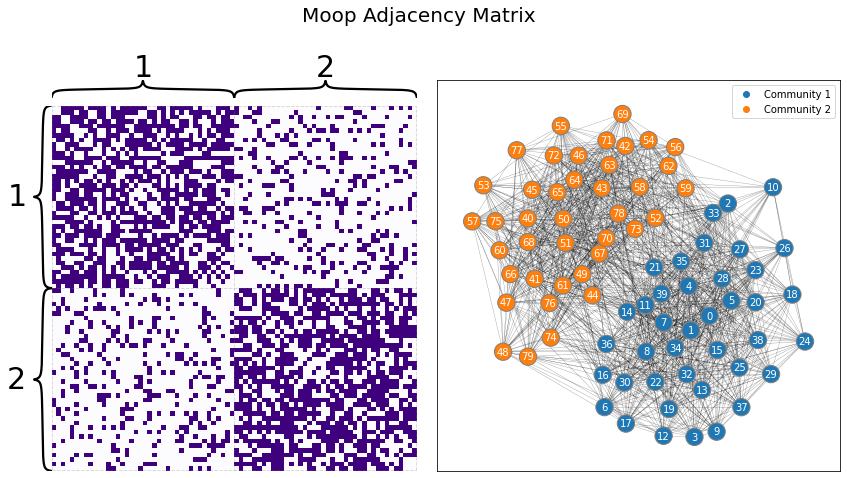 Moop Adjacency Matrix
1 2
1
2
Community 1
Community 2
69
55
71 54
77 42 56
72 46
63 62
64
53 45 65 43 58 59 10
2
57 75 40 50 78 52 33
73
68 51 70 31
60 67 27 26
21 35
66 41 49 28 23
61 39 4
47 76 44 5 20 18
14 11 0
7
74 1
36 38 24
48 79 8 34 15
16 32 25 29
30 22 13
6 19 37
17
12 3 9